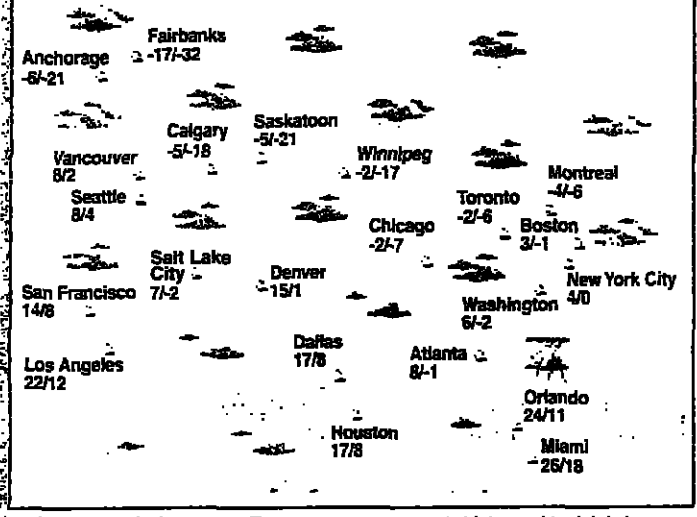 Fairbanks
-17/-32
Anchorage
-6/-21
Calgary
-5/-18
Saskatoon
-5/-21
Winnipeg
-2/-17
Vancouver
8/2
Seattle
8/4
Montreal
-4/-6
Toronto
-2/-6
Boston
3/-1
Chicago
-2/-7
Salt Lake
City
7/-2
Denver
15/1
New York City
4/0
San Francisco
14/8
Washington
6/-2
Los Angeles
22/12
Dallas
17/8
Atlanta
8/-1
Orlando
24/11
Houston
17/8
Miami
26/18